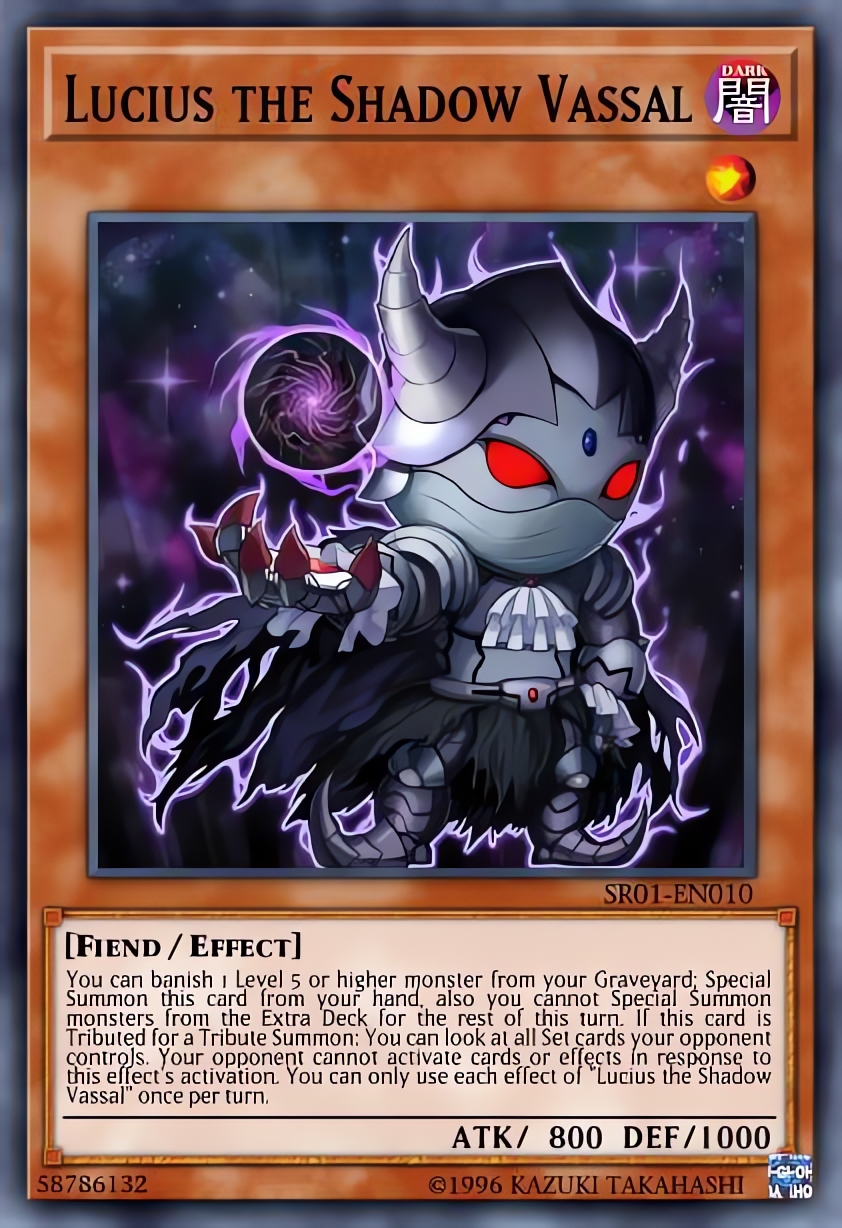 Lucius the Shadow Vassal
DARK
闇
SR01-EN010
[Fiend / Effect]
You can banish 1 Level 5 or higher monster from your Graveyard; Special
Summon this card from your hand, also you cannot Special Summon
monsters from the Extra Deck for the rest of this turn. If this card is
Tributed for a Tribute Summon: You can look at all Set cards your opponent
controls. Your opponent cannot activate cards or effects in response to
this effect's activation. You can only use each effect of "Lucius the Shadow
Vassal" once per turn.
ATK/ 800 DEF/1000
58786132
©1996 KAZUKI TAKAHASHI